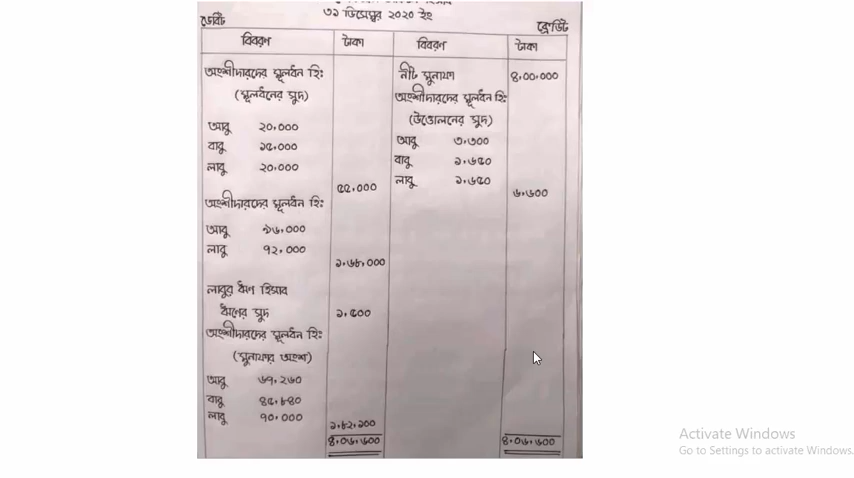 ৩১ ডিসেম্বর ২০২০ ইং
ডেবিট ক্রেডিট
বিবরণ টাকা বিবরণ টাকা
অংশীদারদের মূলধন হিঃ
(মূলধনের সুদ)
আবু ২০,০০০
বাবু ১৫,০০০
লাবু ২০,০০০
৫৫,০০০
অংশীদারদের মূলধন হিঃ
আবু ৯৬,০০০
লাবু ৭২,০০০
১,৬৮,০০০
লাবুর ঋণ হিসাব
ঋণের সুদ ১,৫০০
অংশীদারদের মূলধন হিঃ
(মুনাফার অংশ)
আবু ৬৬,২৬০
বাবু ৪৫,৮৪০
লাবু ৭০,০০০
১,৮২,১০০
৪,০৬,৬০০
নীট মুনাফা ৪,০০,০০০
অংশীদারদের মূলধন হিঃ
(উত্তোলনের সুদ)
আবু ৩,৩০০
বাবু ১,৬৫০
লাবু ১,৬৫০
৬,৬০০
৪,০৬,৬০০
Activate Windows
Go to Settings to activate Windows.